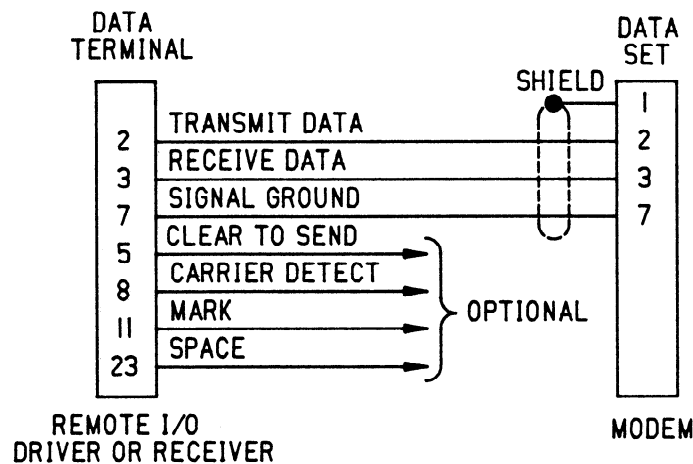 DATA
TERMINAL
DATA
SET
SHIELD
1
2 TRANSMIT DATA 2
3 RECEIVE DATA 3
7 SIGNAL GROUND 7
5 CLEAR TO SEND
8 CARRIER DETECT
11 MARK
OPTIONAL
23 SPACE
REMOTE I/O
DRIVER OR RECEIVER
MODEM